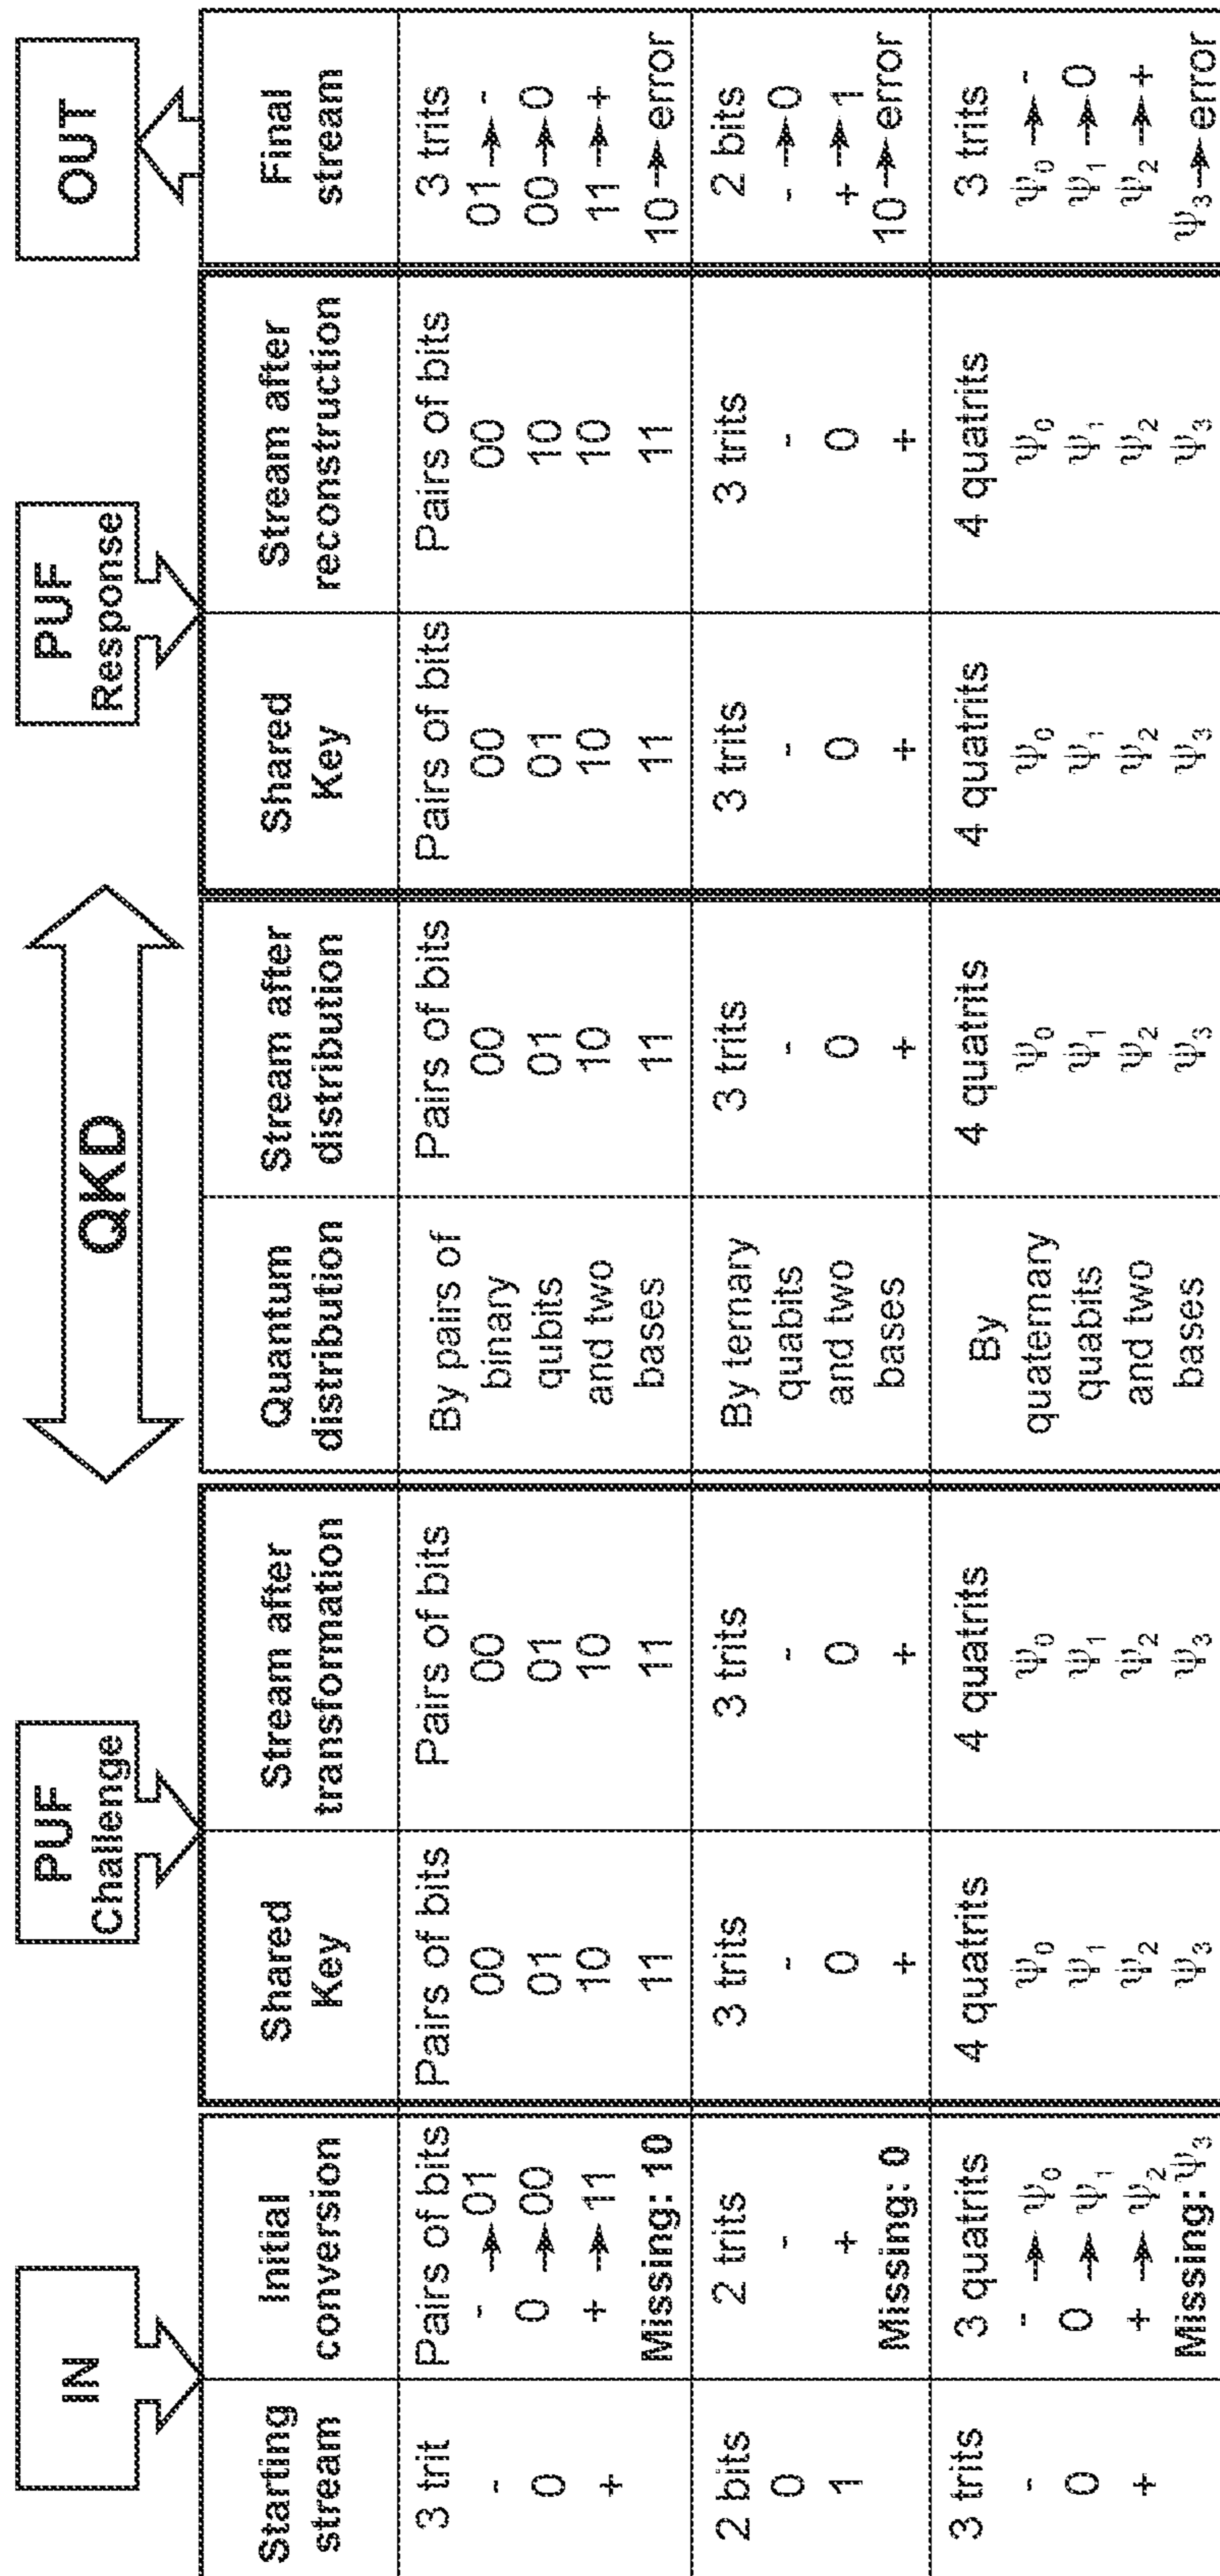 IN
PUF
Challenge
QKD
PUF
Response
OUT
Starting
stream
Initial
conversion
Shared
Key
Stream after
transformation
Quantum
distribution
Stream after
distribution
Shared
Key
Stream after
reconstruction
Final
stream
3 trit
-
0
+
Pairs of bits
- → 01
0 → 00
+ → 11
Missing: 10
Pairs of bits
00
01
10
11
Pairs of bits
00
01
10
11
By pairs of
binary
qubits
and two
bases
Pairs of bits
00
01
10
11
Pairs of bits
00
01
10
11
Pairs of bits
00
10
10
11
3 trits
01 → -
00 → 0
11 → +
10 → error
2 bits
0
1
2 trits
-
+
Missing: 0
3 trits
-
0
+
3 trits
-
0
+
By ternary
quabits
and two
bases
3 trits
-
0
+
3 trits
-
0
+
3 trits
-
0
+
2 bits
- → 0
+ → 1
10 → error
3 trits
-
0
+
3 quatrits
- → ψ₀
0 → ψ₁
+ → ψ₂
Missing: ψ₃
4 quatrits
ψ₀
ψ₁
ψ₂
ψ₃
4 quatrits
ψ₀
ψ₁
ψ₂
ψ₃
By
quaternary
quabits
and two
bases
4 quatrits
ψ₀
ψ₁
ψ₂
ψ₃
4 quatrits
ψ₀
ψ₁
ψ₂
ψ₃
4 quatrits
ψ₀
ψ₁
ψ₂
ψ₃
3 trits
ψ₀ → -
ψ₁ → 0
ψ₂ → +
ψ₃ → error